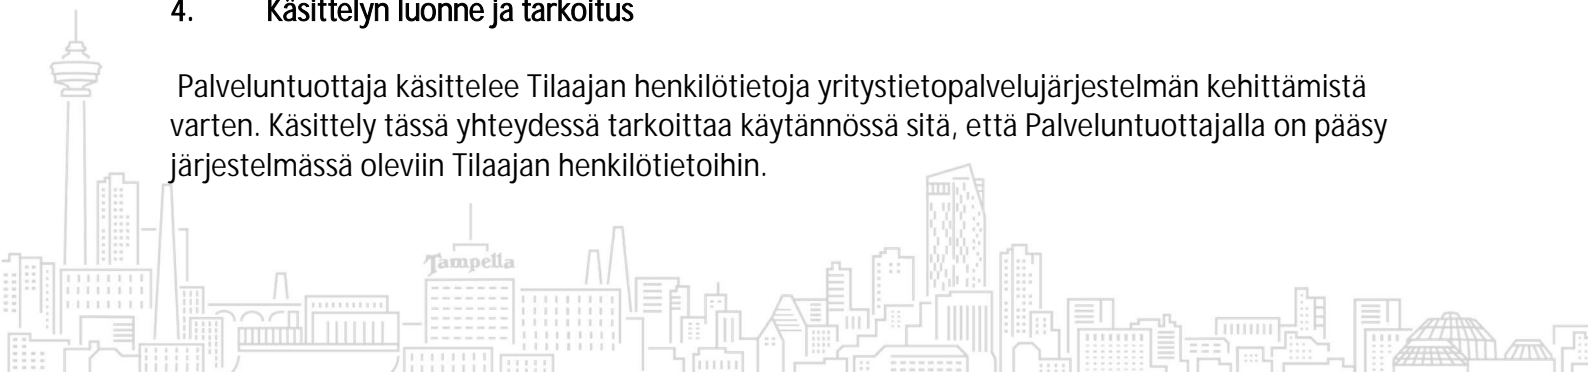 4. Käsittelyn luonne ja tarkoitus
Palveluntuottaja käsittelee Tilaajan henkilötietoja yritystietopalvelujärjestelmän kehittämistä
varten. Käsittely tässä yhteydessä tarkoittaa käytännössä sitä, että Palveluntuottajalla on pääsy
järjestelmässä oleviin Tilaajan henkilötietoihin.
Tampella